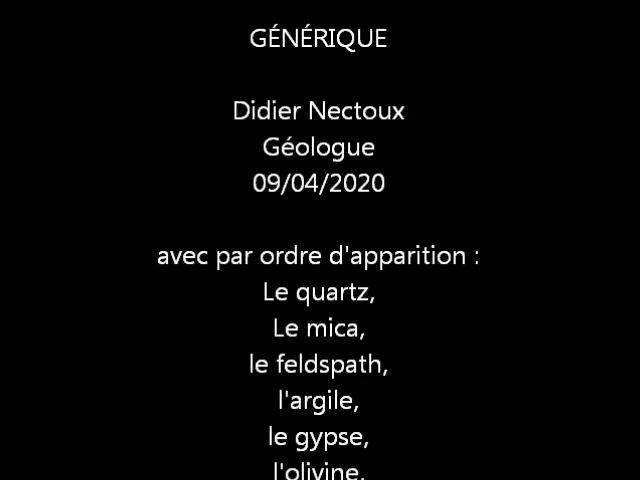 GÉNÉRIQUE
Didier Nectoux
Géologue
09/04/2020
avec par ordre d'apparition :
Le quartz,
Le mica,
le feldspath,
l'argile,
le gypse,
l'olivine,